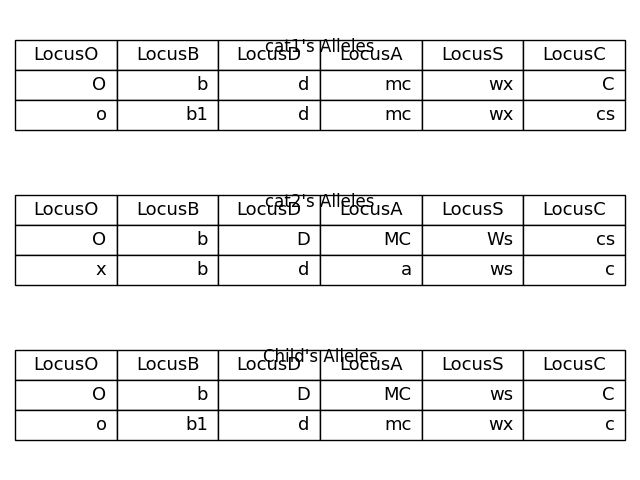 cat1's Alleles
LocusO LocusB LocusD LocusA LocusS LocusC
O b d mc wx C
o b1 d mc wx cs
cat2's Alleles
LocusO LocusB LocusD LocusA LocusS LocusC
O b D MC Ws cs
x b d a ws c
Child's Alleles
LocusO LocusB LocusD LocusA LocusS LocusC
O b D MC ws C
o b1 d mc wx c